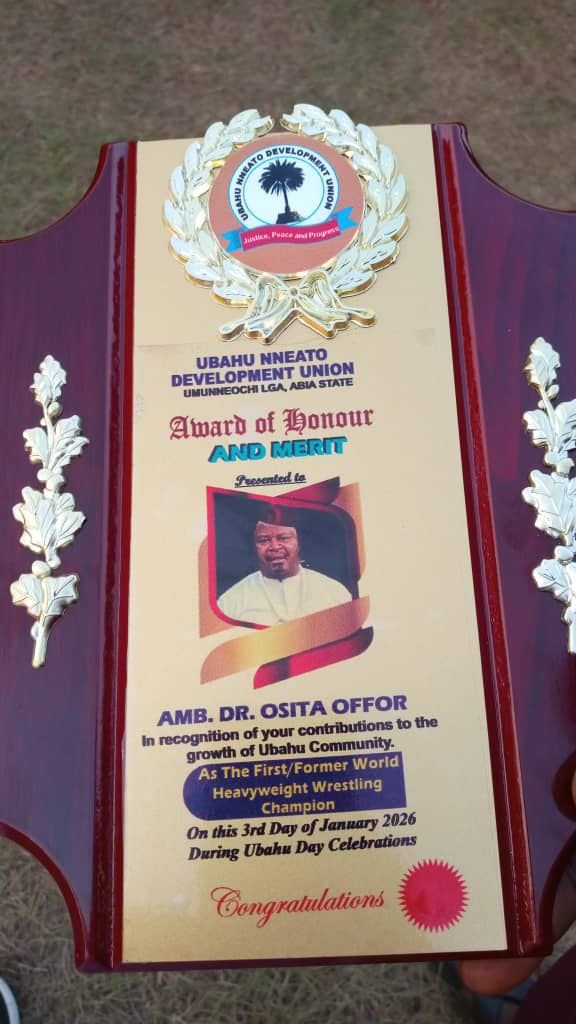 UBAHU NNEATO DEVELOPMENT UNION
Justice, Peace and Progress
UBAHU NNEATO
DEVELOPMENT UNION
UMUNNEOCHI LGA, ABIA STATE
Award of Honour
AND MERIT
Presented to
AMB. DR. OSITA OFFOR
In recognition of your contributions to the
growth of Ubahu Community.
As The First/Former World
Heavyweight Wrestling
Champion
On this 3rd Day of January 2026
During Ubahu Day Celebrations
Congratulations